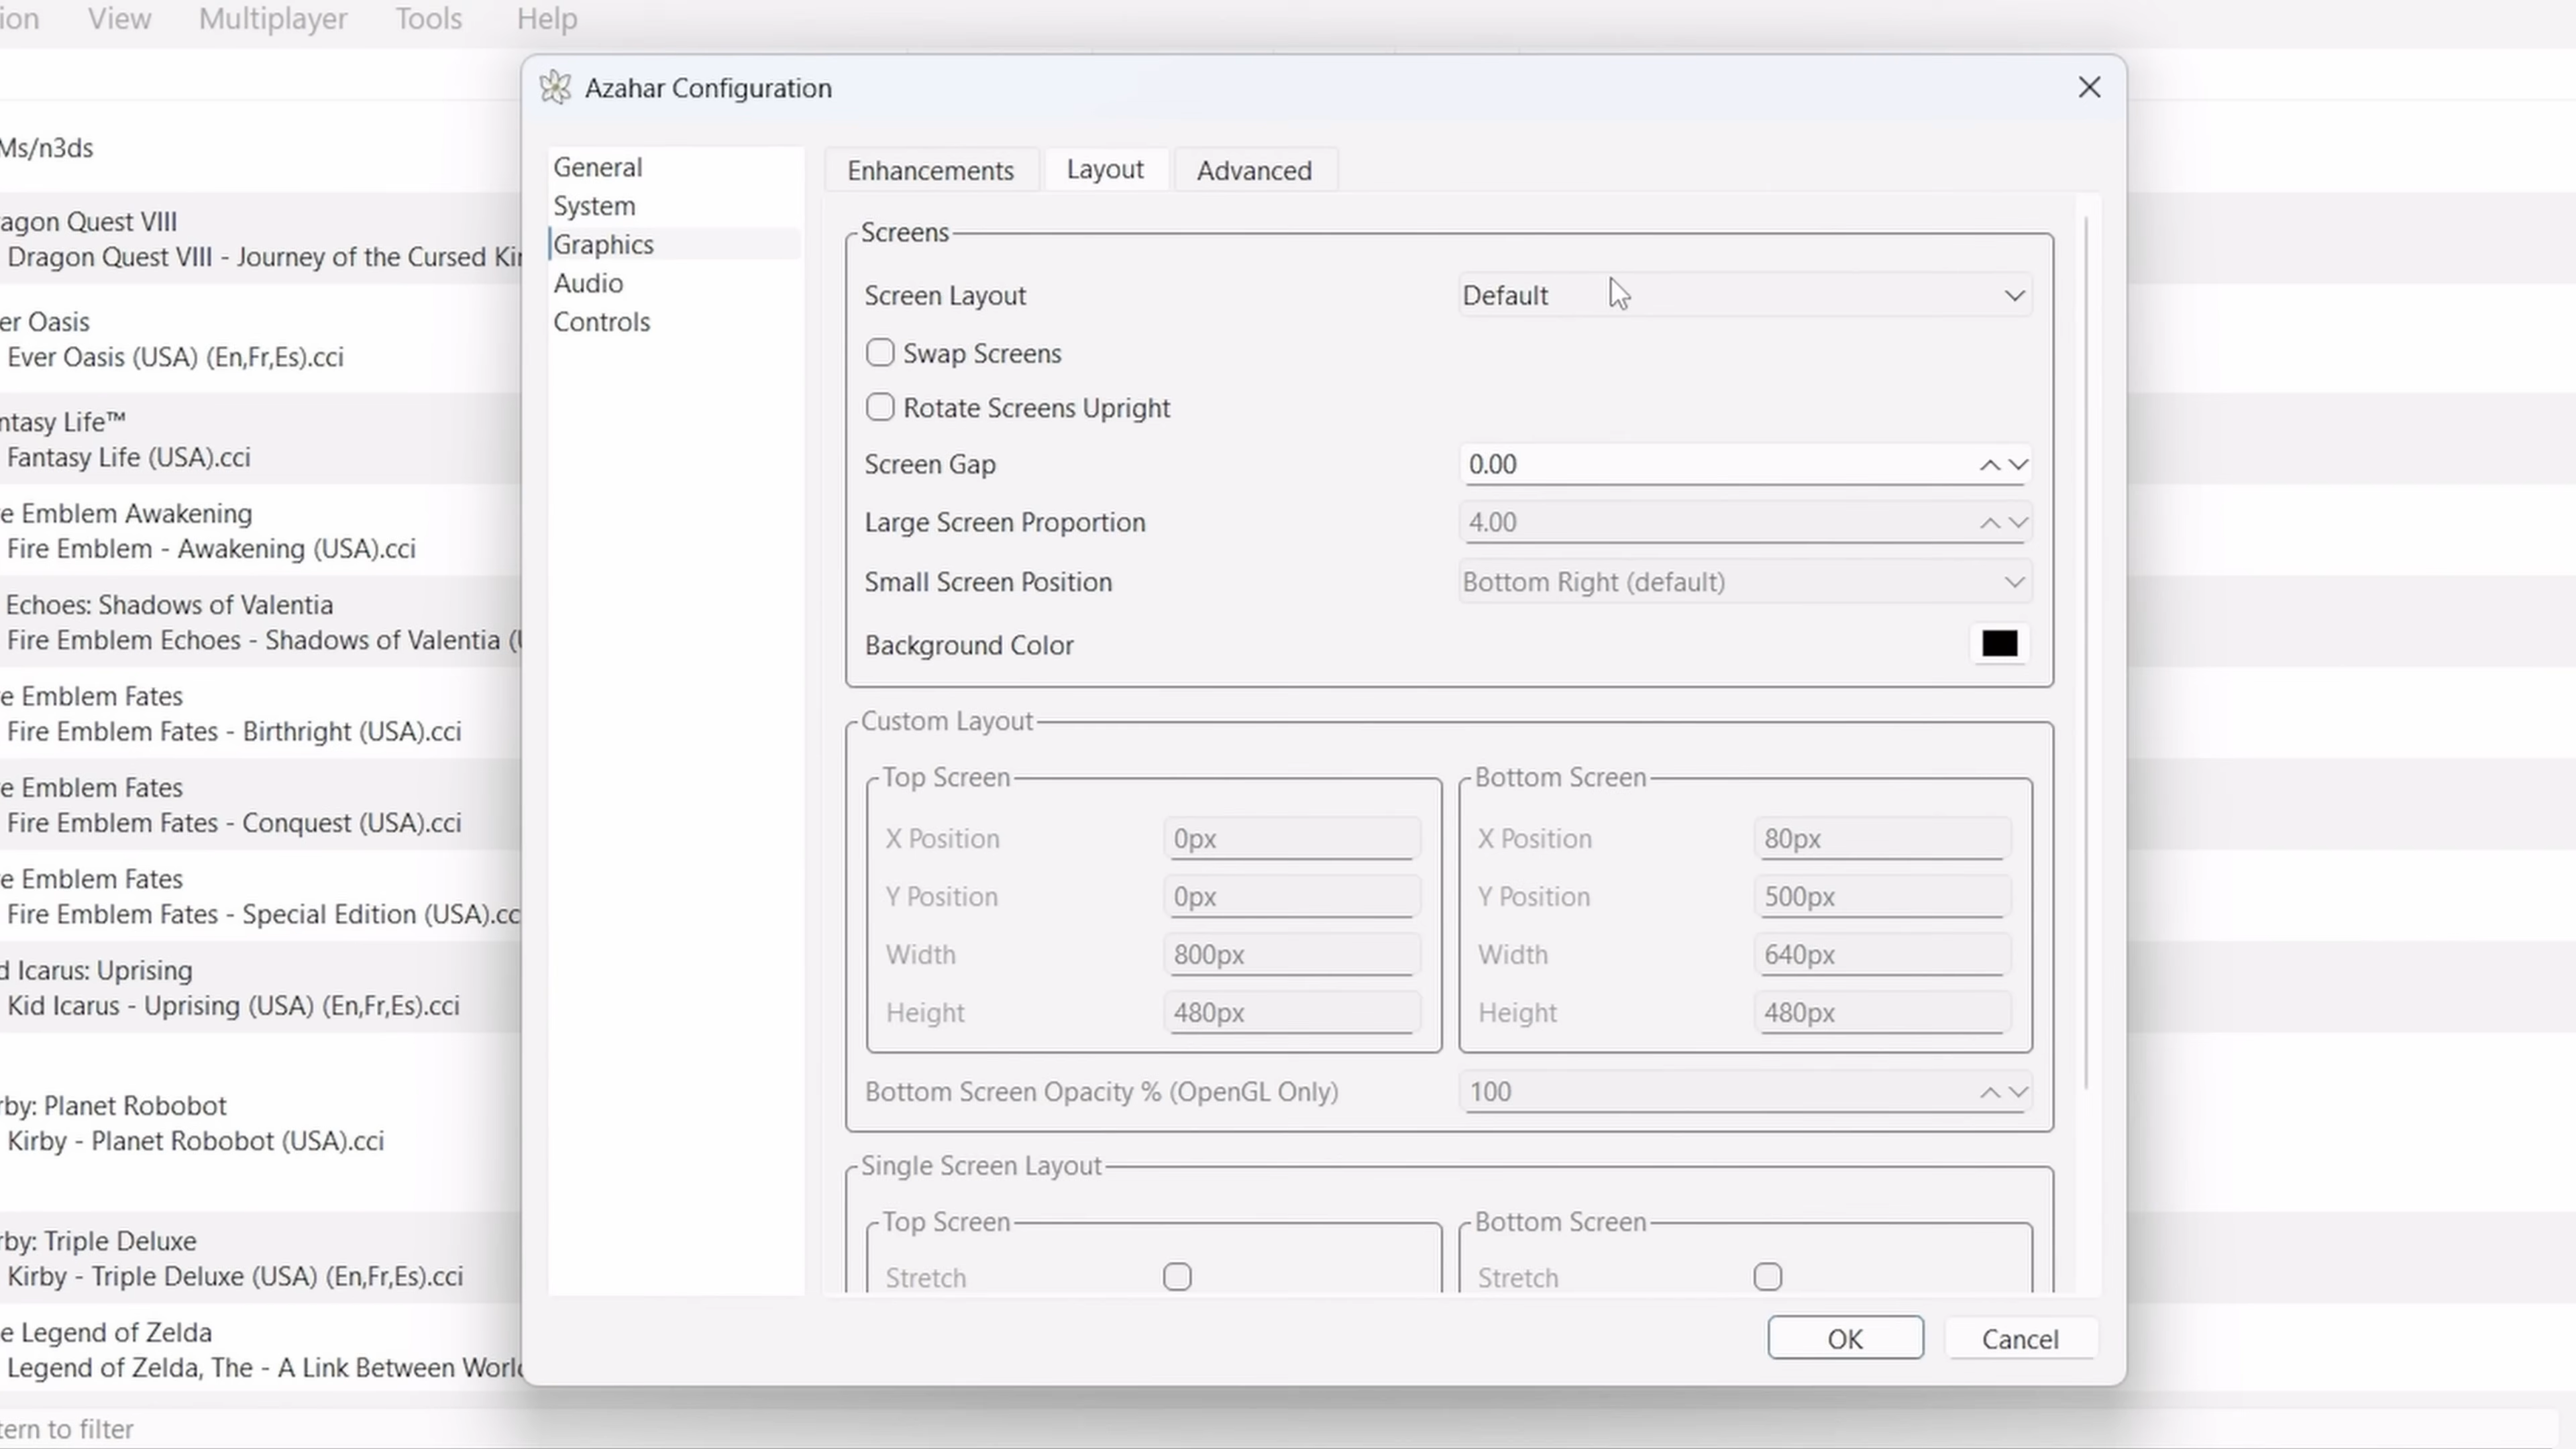 ion View Multiplayer Tools Help
Azahar Configuration
Ms/n3ds
agon Quest VIII
Dragon Quest VIII - Journey of the Cursed Ki
er Oasis
Ever Oasis (USA) (En,Fr,Es).cci
ntasy Life™
Fantasy Life (USA).cci
e Emblem Awakening
Fire Emblem - Awakening (USA).cci
Echoes: Shadows of Valentia
Fire Emblem Echoes - Shadows of Valentia (U
e Emblem Fates
Fire Emblem Fates - Birthright (USA).cci
e Emblem Fates
Fire Emblem Fates - Conquest (USA).cci
e Emblem Fates
Fire Emblem Fates - Special Edition (USA).cc
d Icarus: Uprising
Kid Icarus - Uprising (USA) (En,Fr,Es).cci
rby: Planet Robobot
Kirby - Planet Robobot (USA).cci
rby: Triple Deluxe
Kirby - Triple Deluxe (USA) (En,Fr,Es).cci
e Legend of Zelda
Legend of Zelda, The - A Link Between Worl
tern to filter
General
System
Graphics
Audio
Controls
Enhancements Layout Advanced
Screens
Screen Layout Default
Swap Screens
Rotate Screens Upright
Screen Gap 0.00
Large Screen Proportion 4.00
Small Screen Position Bottom Right (default)
Background Color
Custom Layout
Top Screen
X Position 0px
Y Position 0px
Width 800px
Height 480px
Bottom Screen
X Position 80px
Y Position 500px
Width 640px
Height 480px
Bottom Screen Opacity % (OpenGL Only) 100
Single Screen Layout
Top Screen
Stretch
Bottom Screen
Stretch
OK Cancel